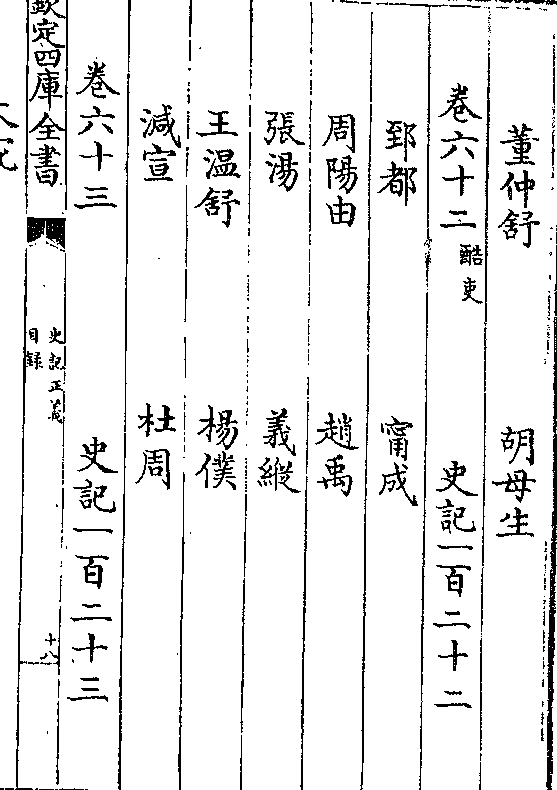 董仲舒　胡母生
卷六十二　酷吏　史記一百二十二
郅都　甯成
周陽由　趙禹
張湯　義縱
王温舒　楊僕
減宣　杜周
卷六十三　史記一百二十三
欽定四庫全書　史記正義　目録　十八